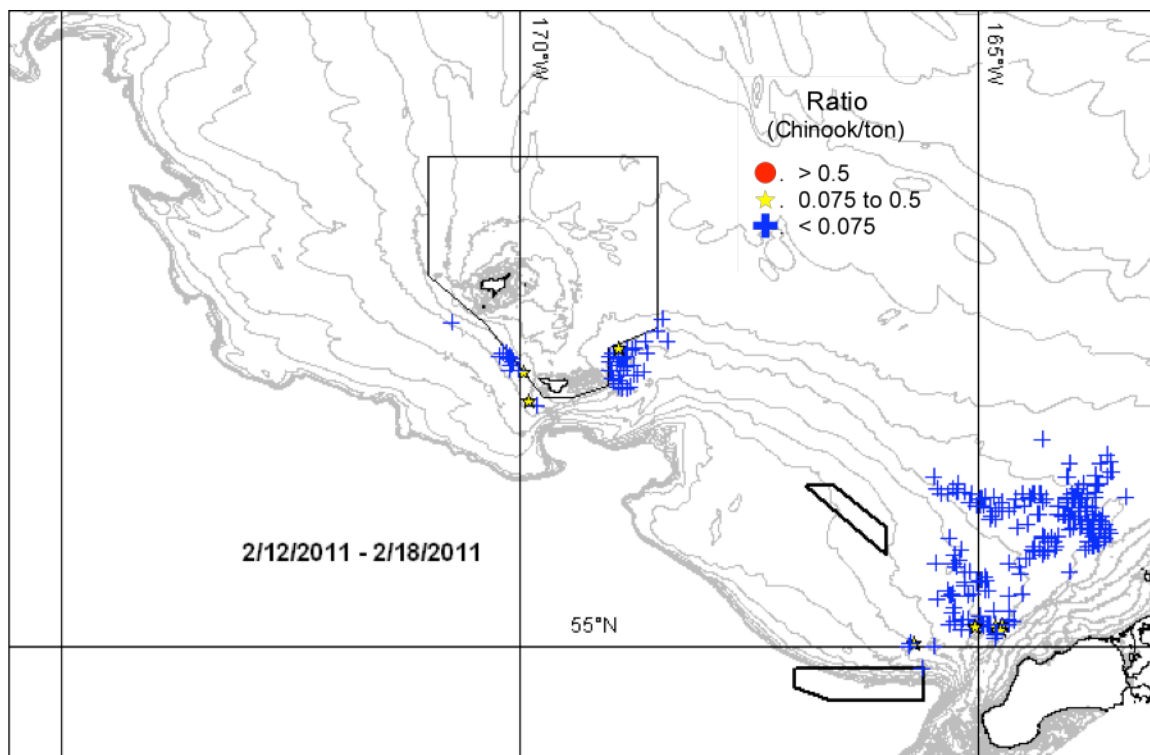 170°W
165°W
Ratio
(Chinook/ton)
. > 0.5
. 0.075 to 0.5
. < 0.075
2/12/2011 - 2/18/2011
55°N